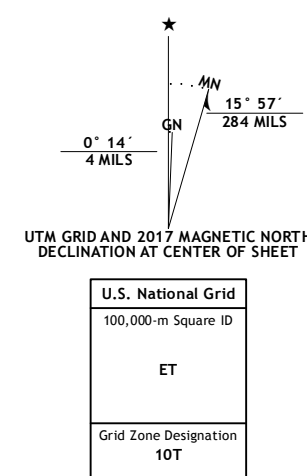 MN
GN
15° 57´
284 MILS
0° 14´
4 MILS
UTM GRID AND 2017 MAGNETIC NORTH
DECLINATION AT CENTER OF SHEET
U.S. National Grid
100,000-m Square ID
ET
Grid Zone Designation
10T